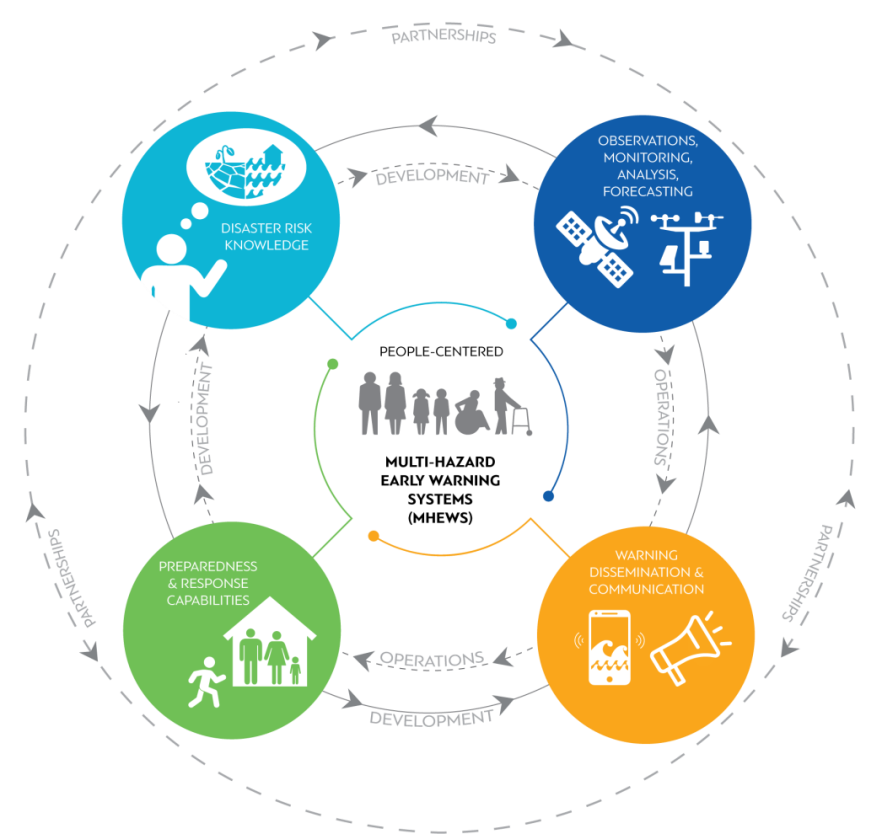 PARTNERSHIPS
OBSERVATIONS,
MONITORING,
ANALYSIS,
FORECASTING
DEVELOPMENT
DISASTER RISK
KNOWLEDGE
PEOPLE-CENTERED
DEVELOPMENT
OPERATIONS
MULTI-HAZARD
EARLY WARNING
SYSTEMS
(MHEWS)
PARTNERSHIPS
PARTNERSHIPS
PREPAREDNESS
& RESPONSE
CAPABILITIES
WARNING
DISSEMINATION &
COMMUNICATION
OPERATIONS
DEVELOPMENT